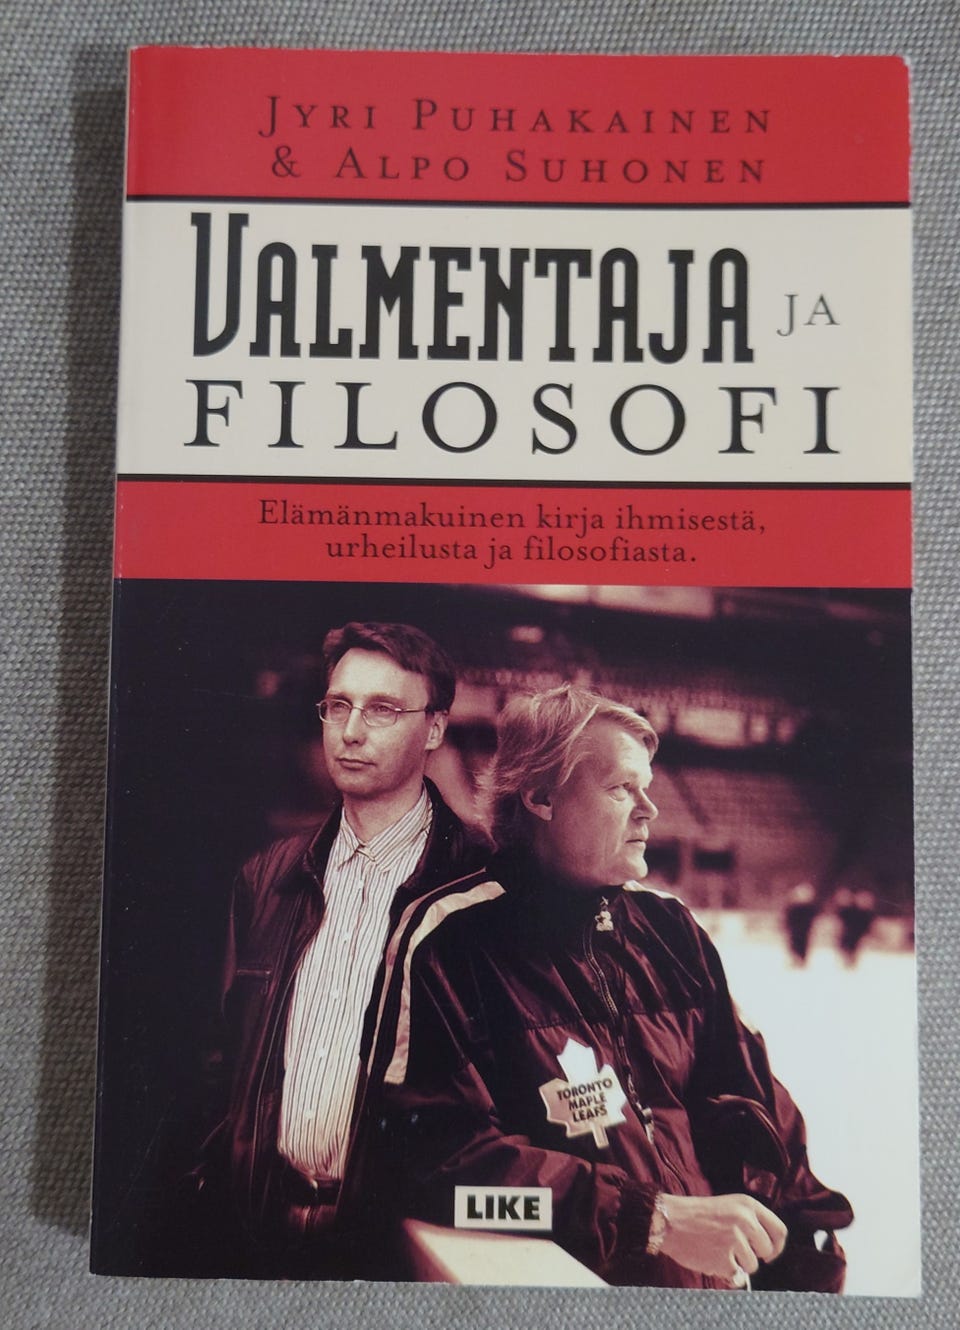 JYRI PUHAKAINEN
& ALPO SUHONEN
VALMENTAJA JA
FILOSOFI
Elämänmakuinen kirja ihmisestä,
urheilusta ja filosofiasta.
TORONTO
MAPLE
LEAFS
LIKE